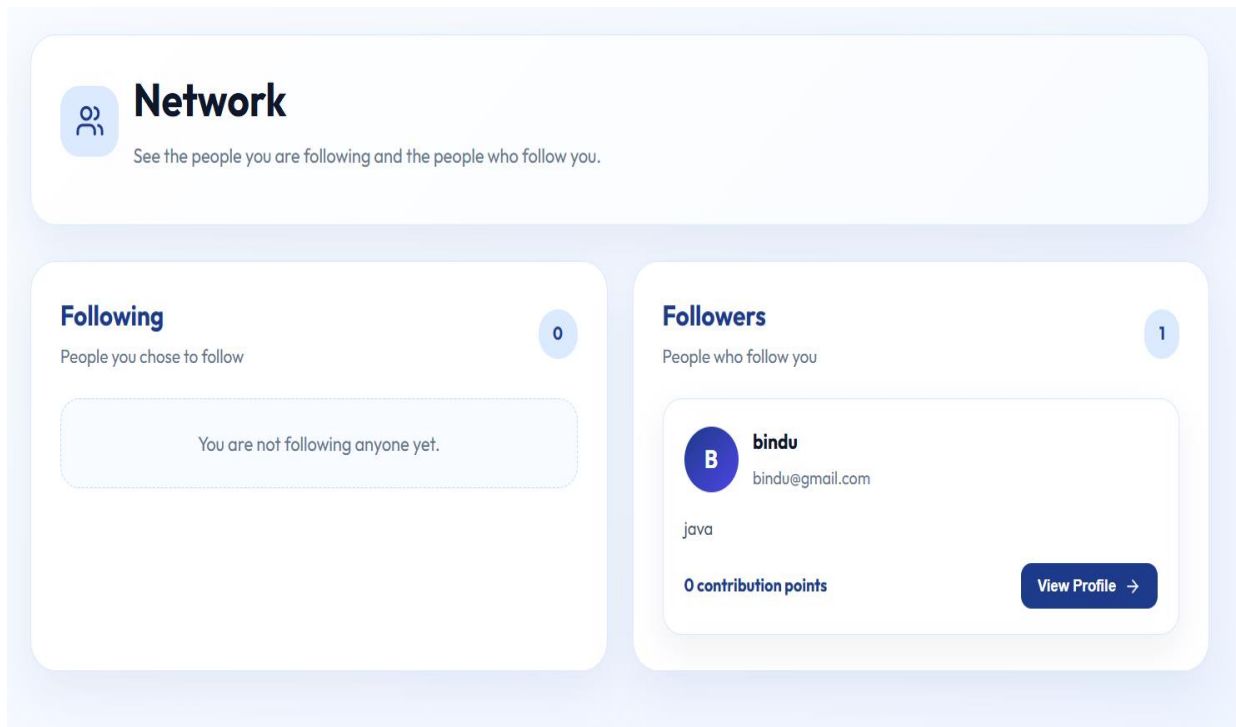 Network
See the people you are following and the people who follow you.
Following
0
People you chose to follow
You are not following anyone yet.
Followers
1
People who follow you
B
bindu
bindu@gmail.com
java
0 contribution points
View Profile →